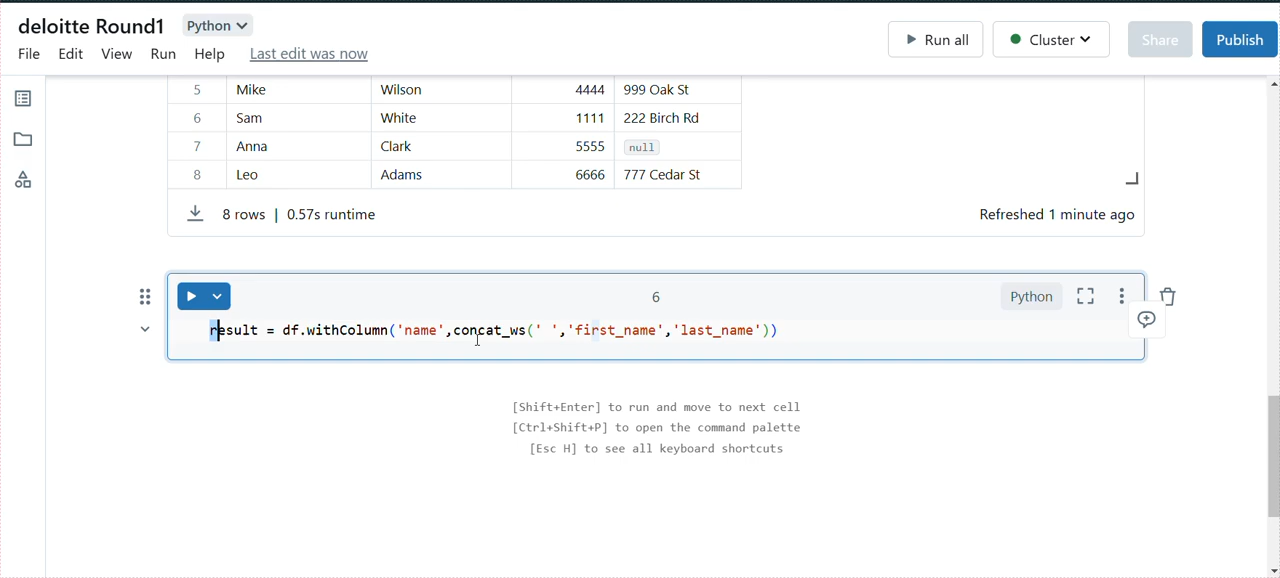 deloitte Round1 Python
File Edit View Run Help Last edit was now
Run all Cluster Share Publish
5 Mike Wilson 4444 999 Oak St
6 Sam White 1111 222 Birch Rd
7 Anna Clark 5555 null
8 Leo Adams 6666 777 Cedar St
8 rows | 0.57s runtime Refreshed 1 minute ago
6 Python
result = df.withColumn('name',concat_ws(' ','first_name','last_name'))
[Shift+Enter] to run and move to next cell
[Ctrl+Shift+P] to open the command palette
[Esc H] to see all keyboard shortcuts